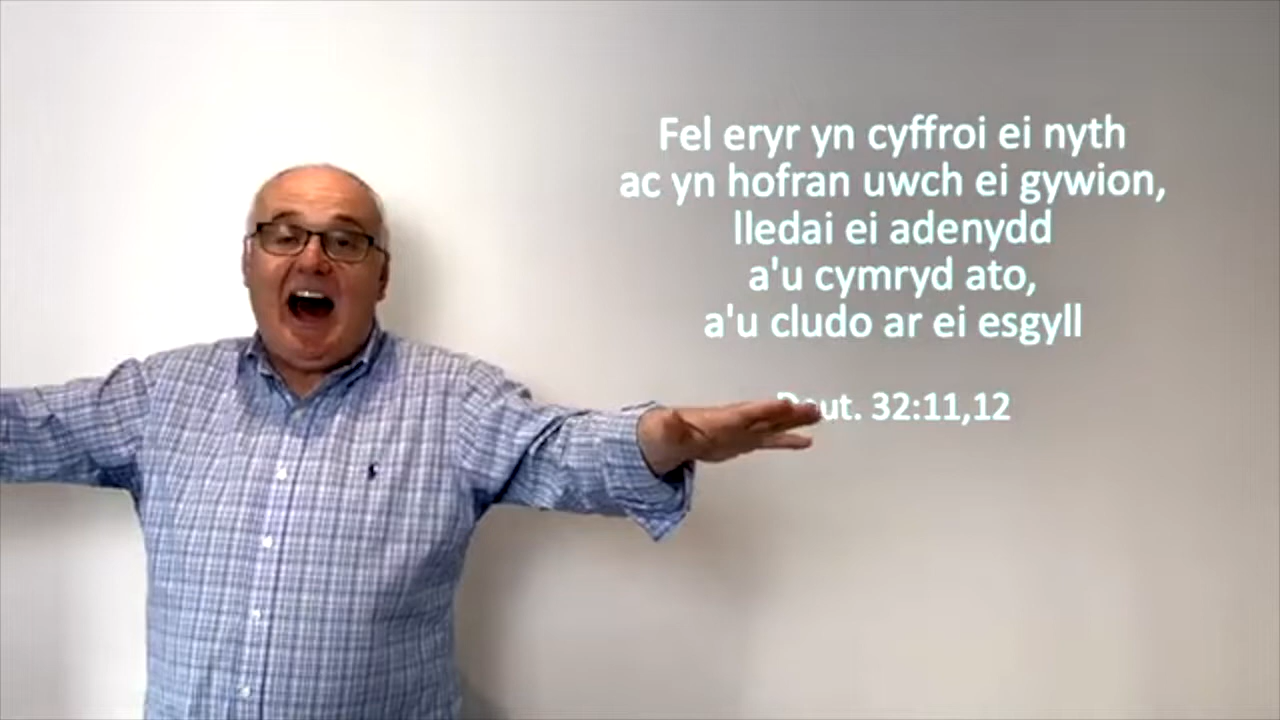 Fel eryr yn cyffroi ei nyth
ac yn hofran uwch ei gywion,
lledai ei adenydd
a'u cymryd ato,
a'u cludo ar ei esgyll
Deut. 32:11,12